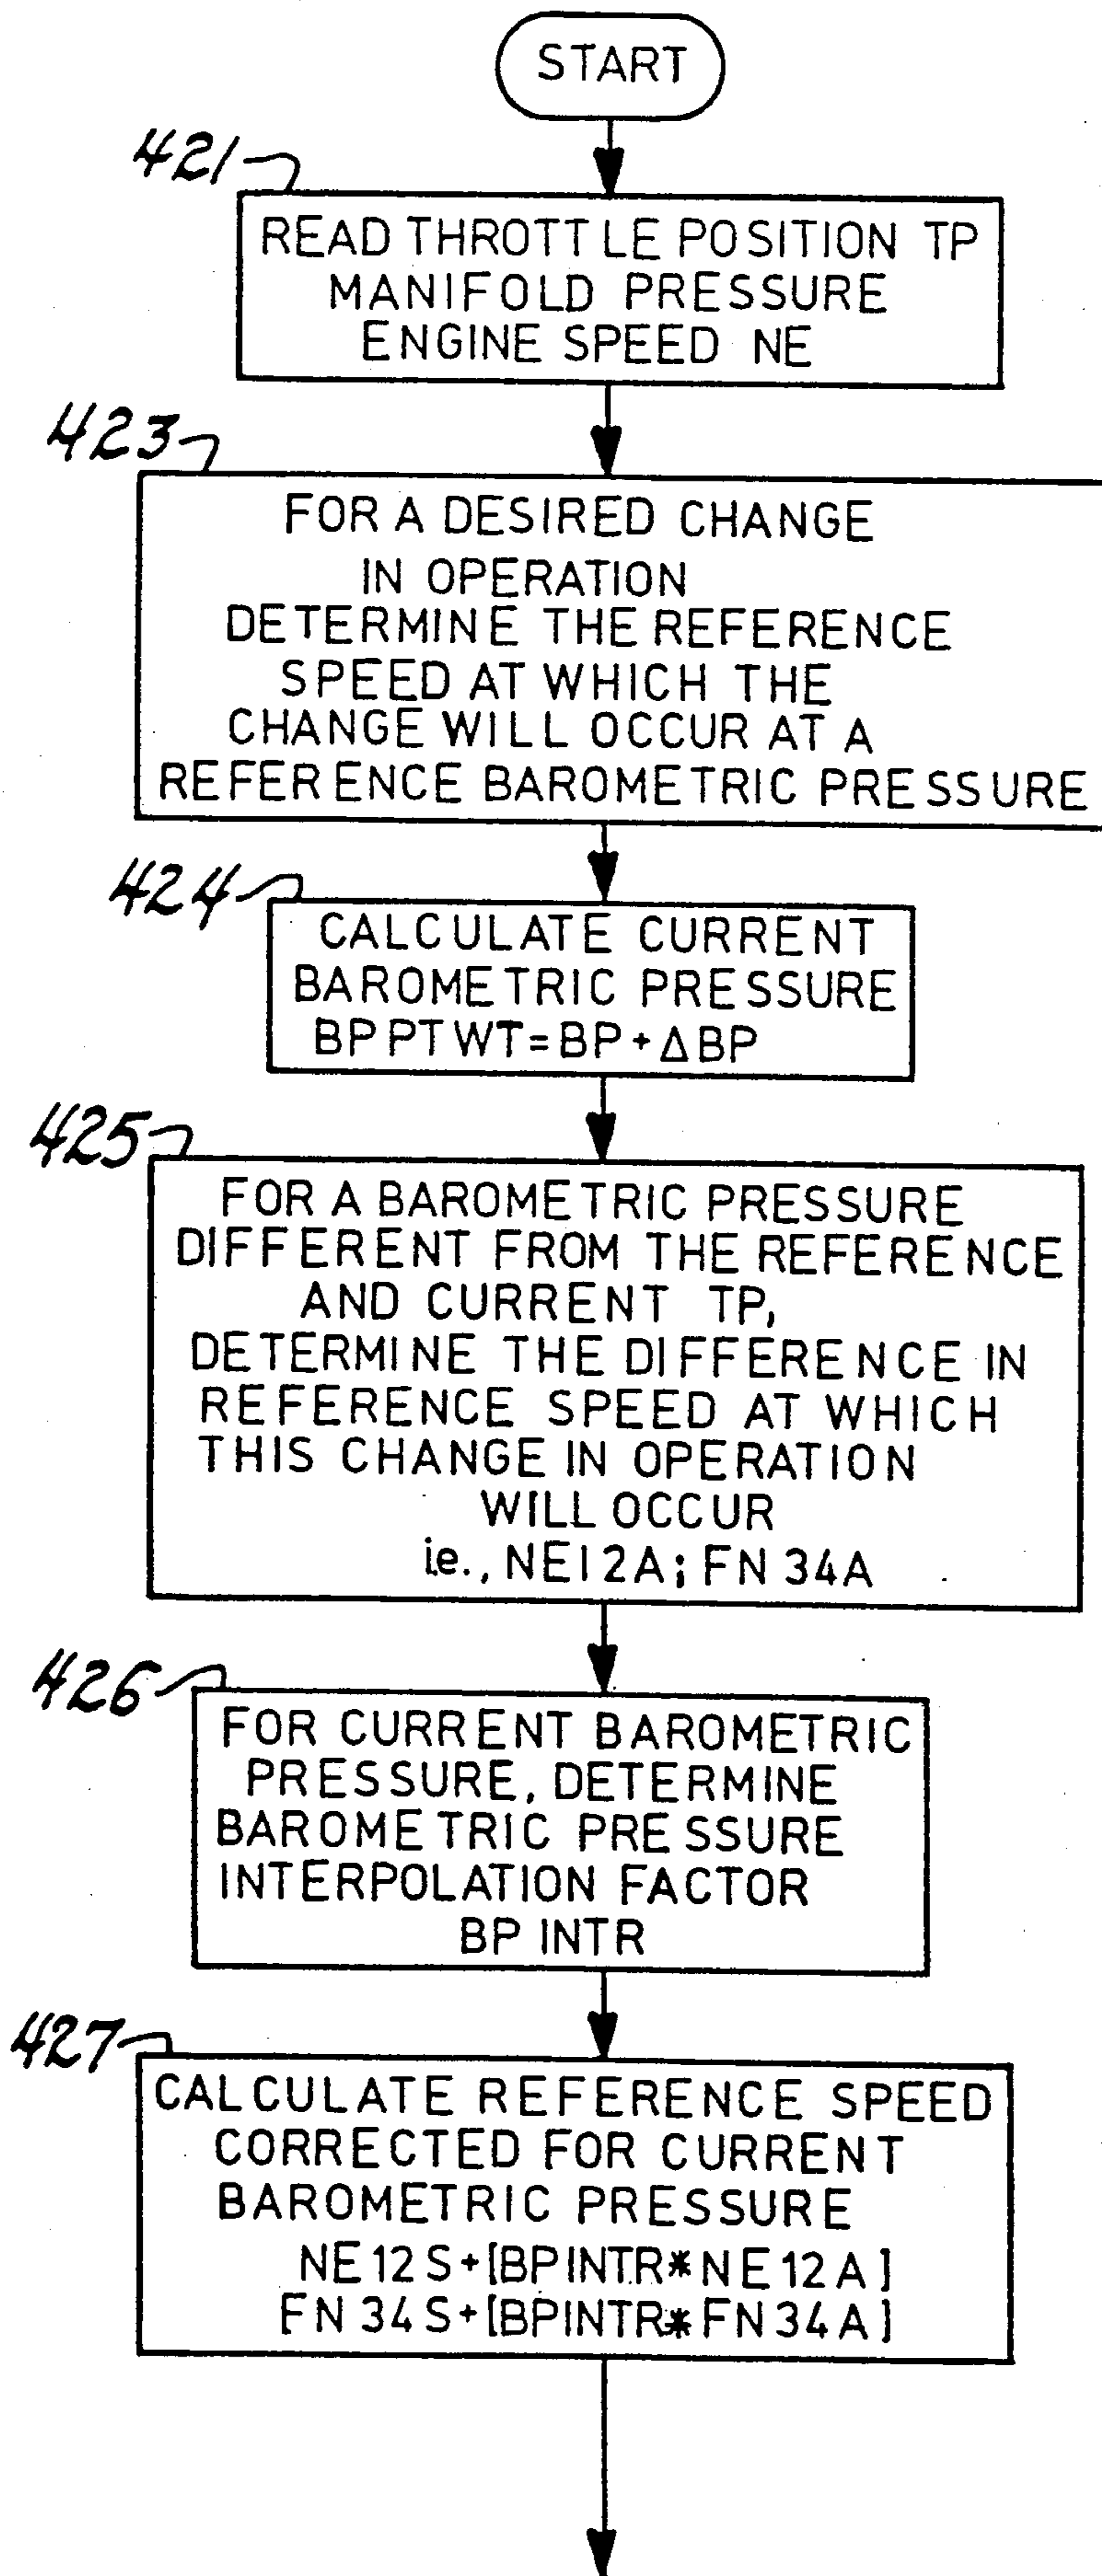 START
421
READ THROTTLE POSITION TP
MANIFOLD PRESSURE
ENGINE SPEED NE
423
FOR A DESIRED CHANGE
IN OPERATION
DETERMINE THE REFERENCE
SPEED AT WHICH THE
CHANGE WILL OCCUR AT A
REFERENCE BAROMETRIC PRESSURE
424
CALCULATE CURRENT
BAROMETRIC PRESSURE
BPPTWT=BP+ΔBP
425
FOR A BAROMETRIC PRESSURE
DIFFERENT FROM THE REFERENCE
AND CURRENT TP,
DETERMINE THE DIFFERENCE IN
REFERENCE SPEED AT WHICH
THIS CHANGE IN OPERATION
WILL OCCUR
ie., NE12A; FN34A
426
FOR CURRENT BAROMETRIC
PRESSURE, DETERMINE
BAROMETRIC PRESSURE
INTERPOLATION FACTOR
BPINTR
427
CALCULATE REFERENCE SPEED
CORRECTED FOR CURRENT
BAROMETRIC PRESSURE
NE12S+[BPINTR*NE12A]
FN34S+[BPINTR*FN34A]